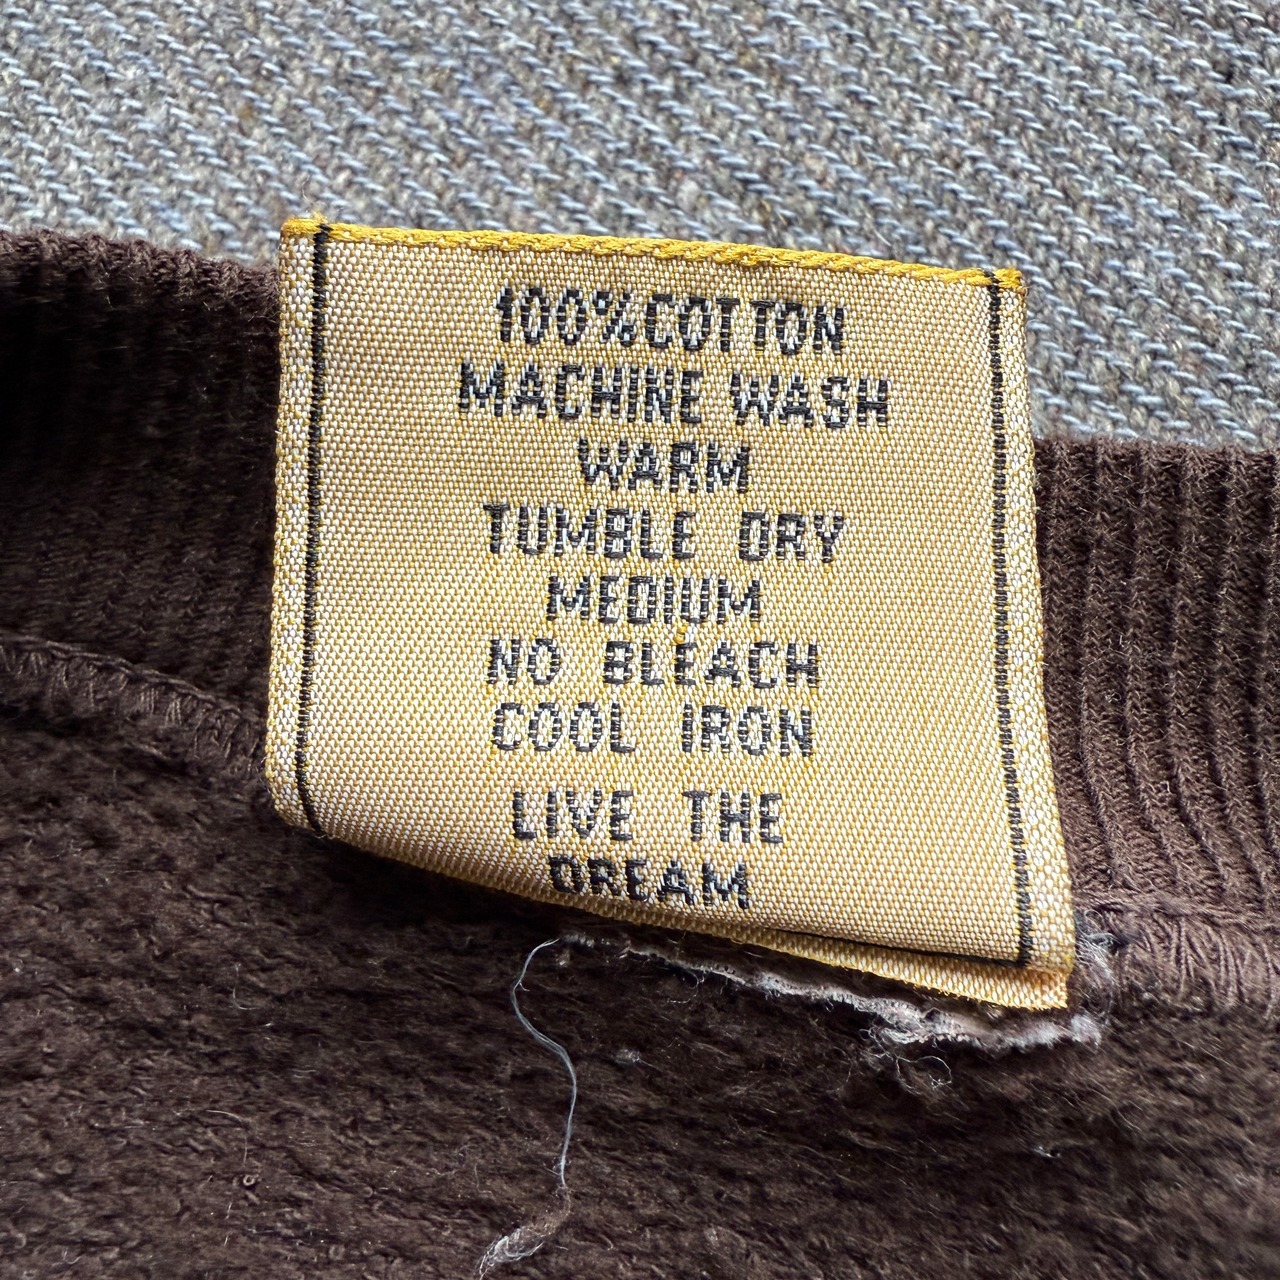 100% COTTON
MACHINE WASH
WARM
TUMBLE DRY
MEDIUM
NO BLEACH
COOL IRON
LIVE THE
DREAM